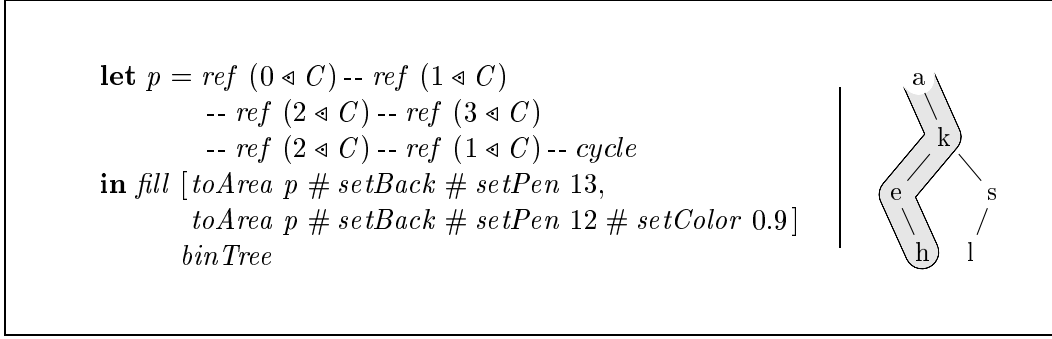 let p = ref (0 ⊲ C) -- ref (1 ⊲ C)
-- ref (2 ⊲ C) -- ref (3 ⊲ C)
-- ref (2 ⊲ C) -- ref (1 ⊲ C) -- cycle
in fill [toArea p # setBack # setPen 13,
toArea p # setBack # setPen 12 # setColor 0.9]
binTree
a
k
e s
h l